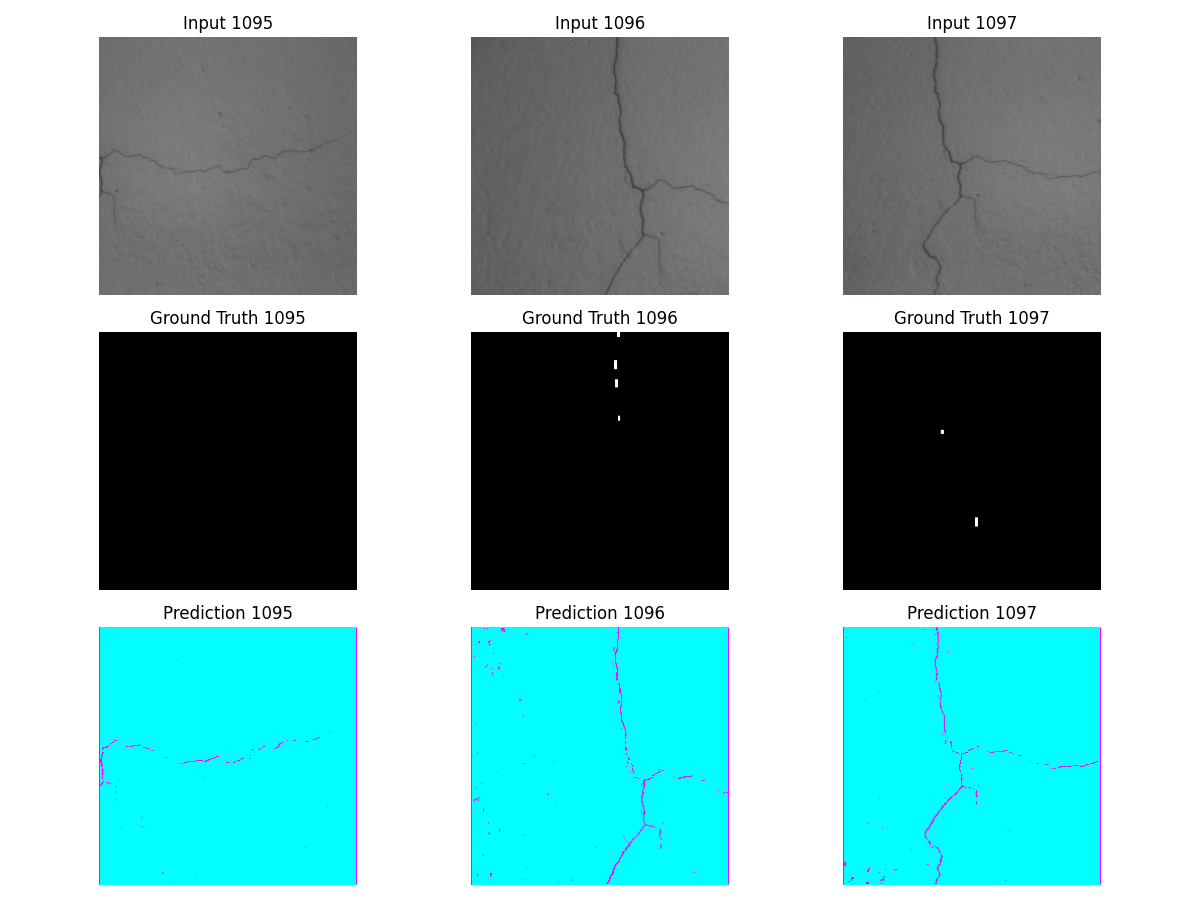 Input 1095
Input 1096
Input 1097
Ground Truth 1095
Ground Truth 1096
Ground Truth 1097
Prediction 1095
Prediction 1096
Prediction 1097